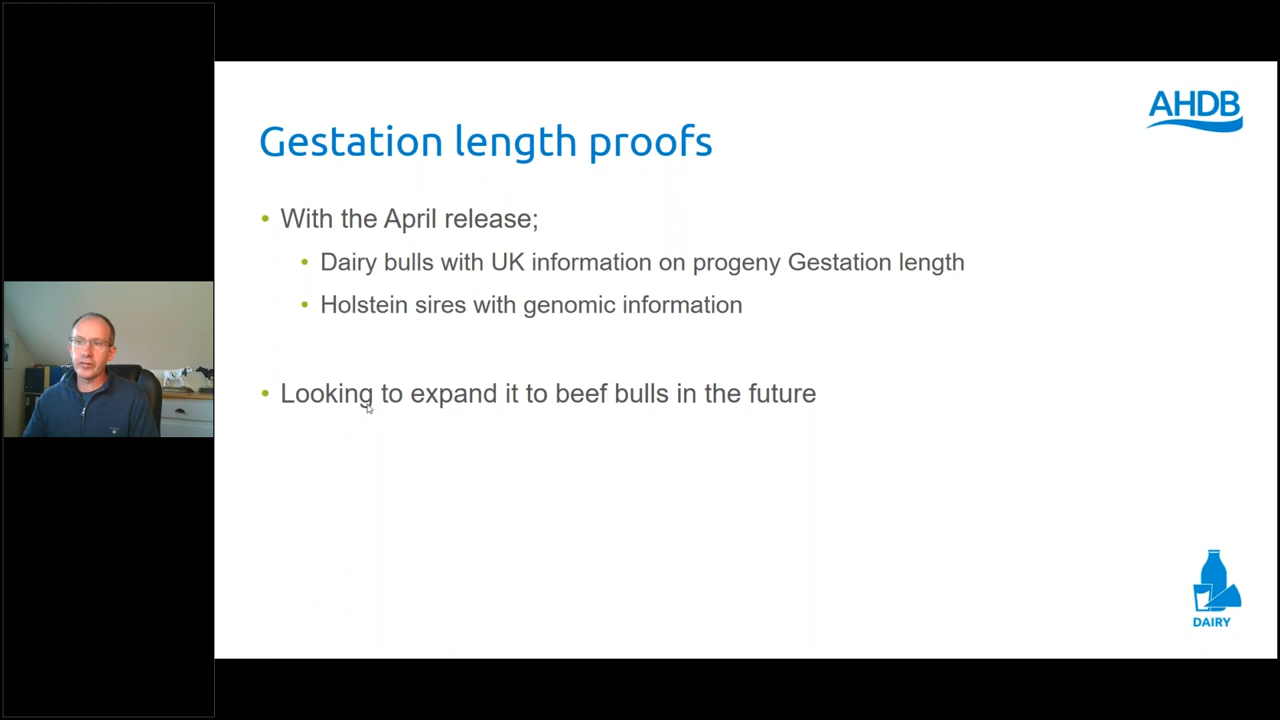 AHDB
Gestation length proofs
• With the April release;
• Dairy bulls with UK information on progeny Gestation length
• Holstein sires with genomic information
• Looking to expand it to beef bulls in the future
DAIRY